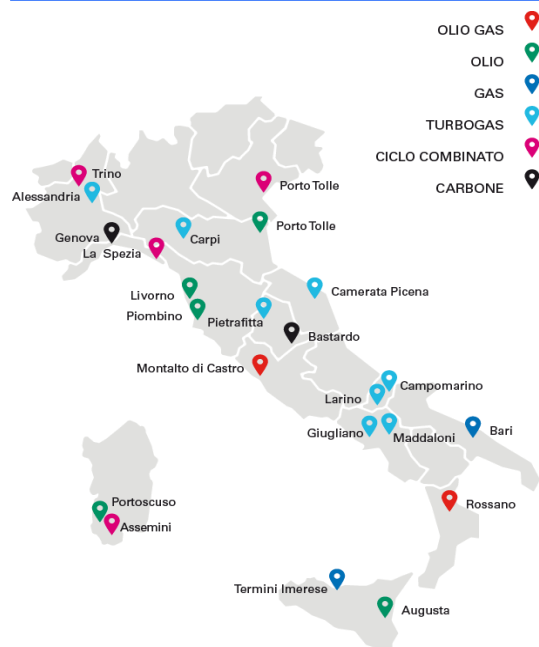 OLIO GAS
OLIO
GAS
TURBOGAS
CICLO COMBINATO
CARBONE
Trino
Alessandria
Porto Tolle
Genova
Carpi
Porto Tolle
La Spezia
Livorno
Camerata Picena
Piombino
Pietrafitta
Bastardo
Montalto di Castro
Campomarino
Larino
Giugliano
Maddaloni
Bari
Portoscuso
Rossano
Assemini
Termini Imerese
Augusta